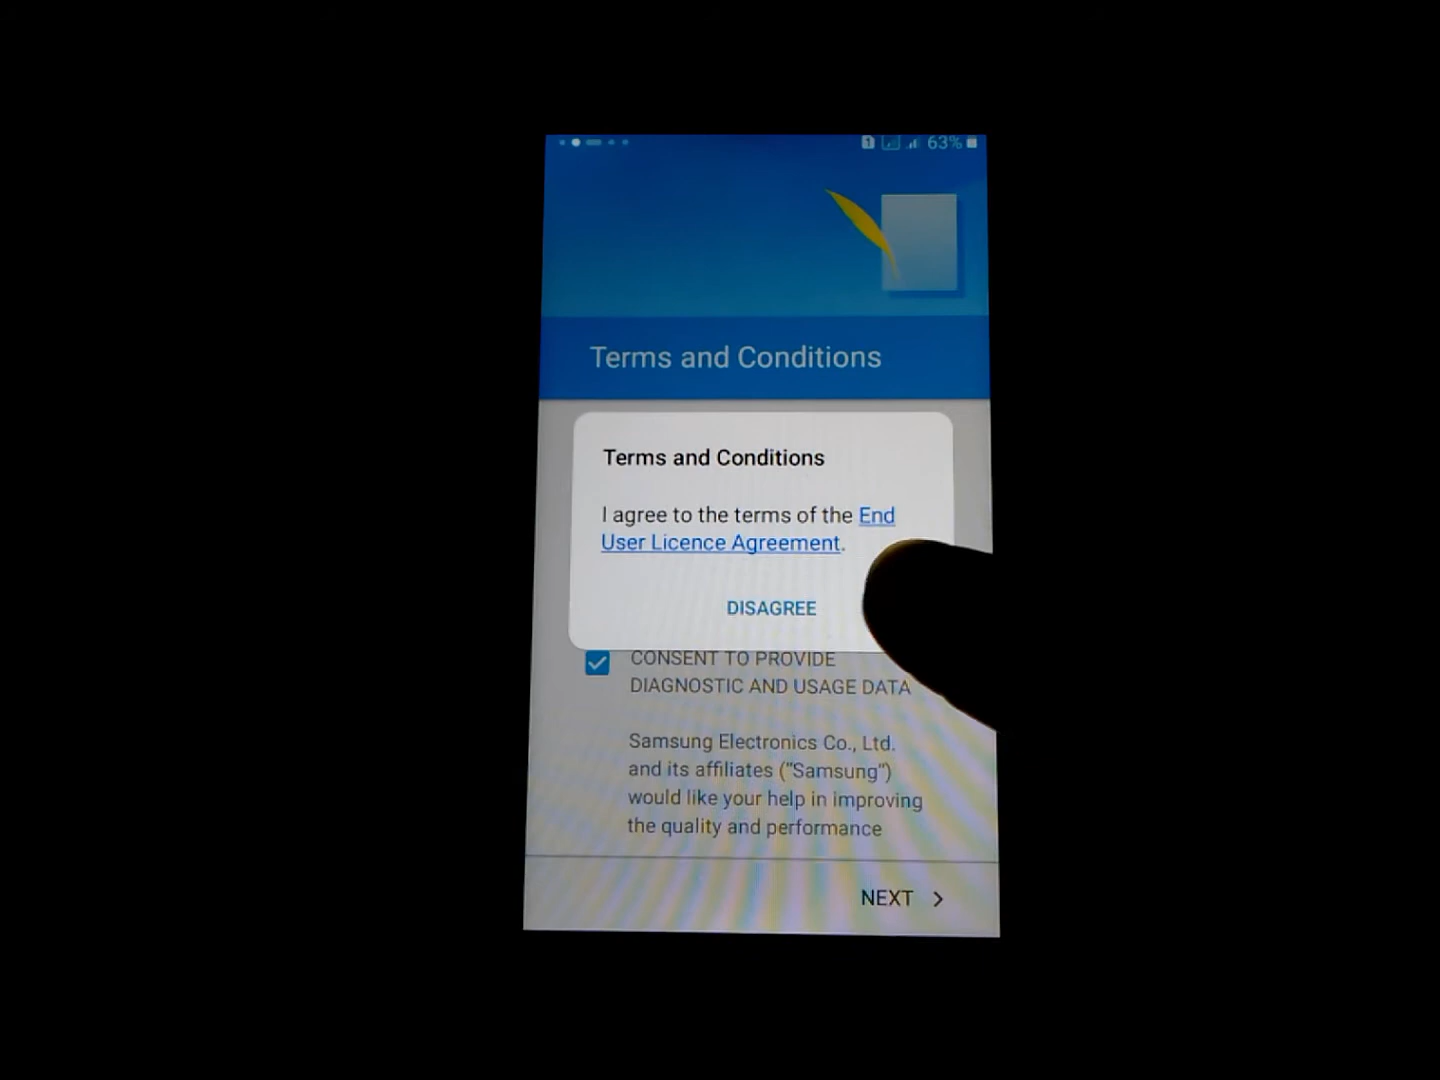 1 63%
Terms and Conditions
Terms and Conditions
I agree to the terms of the End
User Licence Agreement.
DISAGREE
CONSENT TO PROVIDE
DIAGNOSTIC AND USAGE DATA
Samsung Electronics Co., Ltd.
and its affiliates ("Samsung")
would like your help in improving
the quality and performance
NEXT >